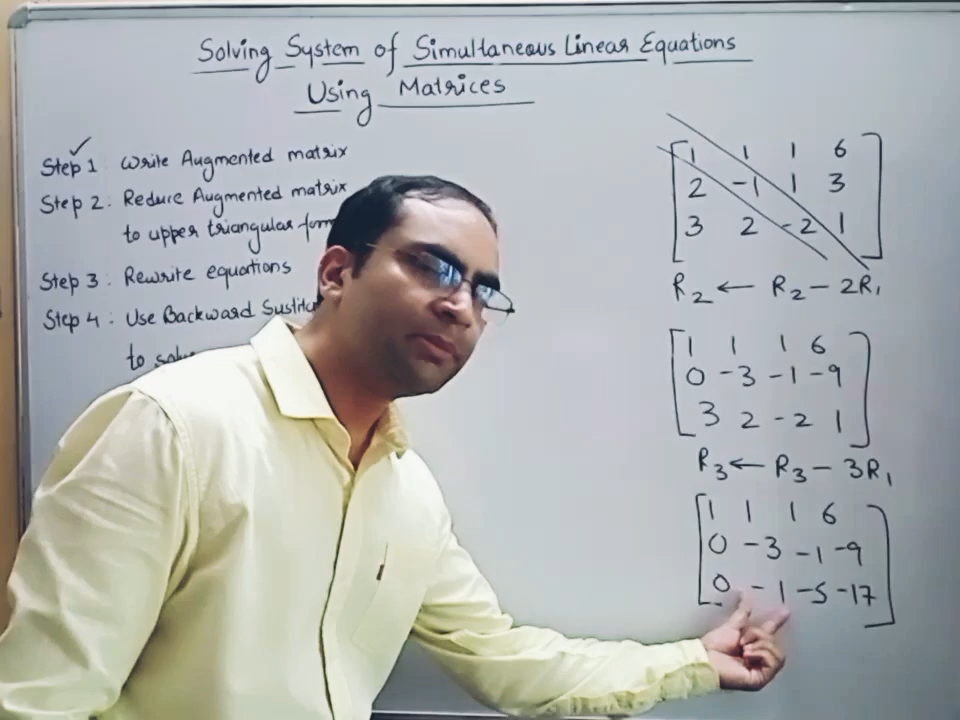 Solving System of Simultaneous Linear Equations
Using Matrices
Step 1 Write Augmented matrix
Step 2 : Reduce Augmented matrix
to upper triangular form
Step 3 : Rewrite equations
Step 4 : Use Backward
to
1 1 1 6
2 -1 1 3
3 2 -2 1
R2 ← R2 - 2R1
1 1 1 6
0 -3 -1 -9
3 2 -2 1
R3 ← R3 - 3R1
1 1 1 6
0 -3 -1 -9
0 -1 -5 -17